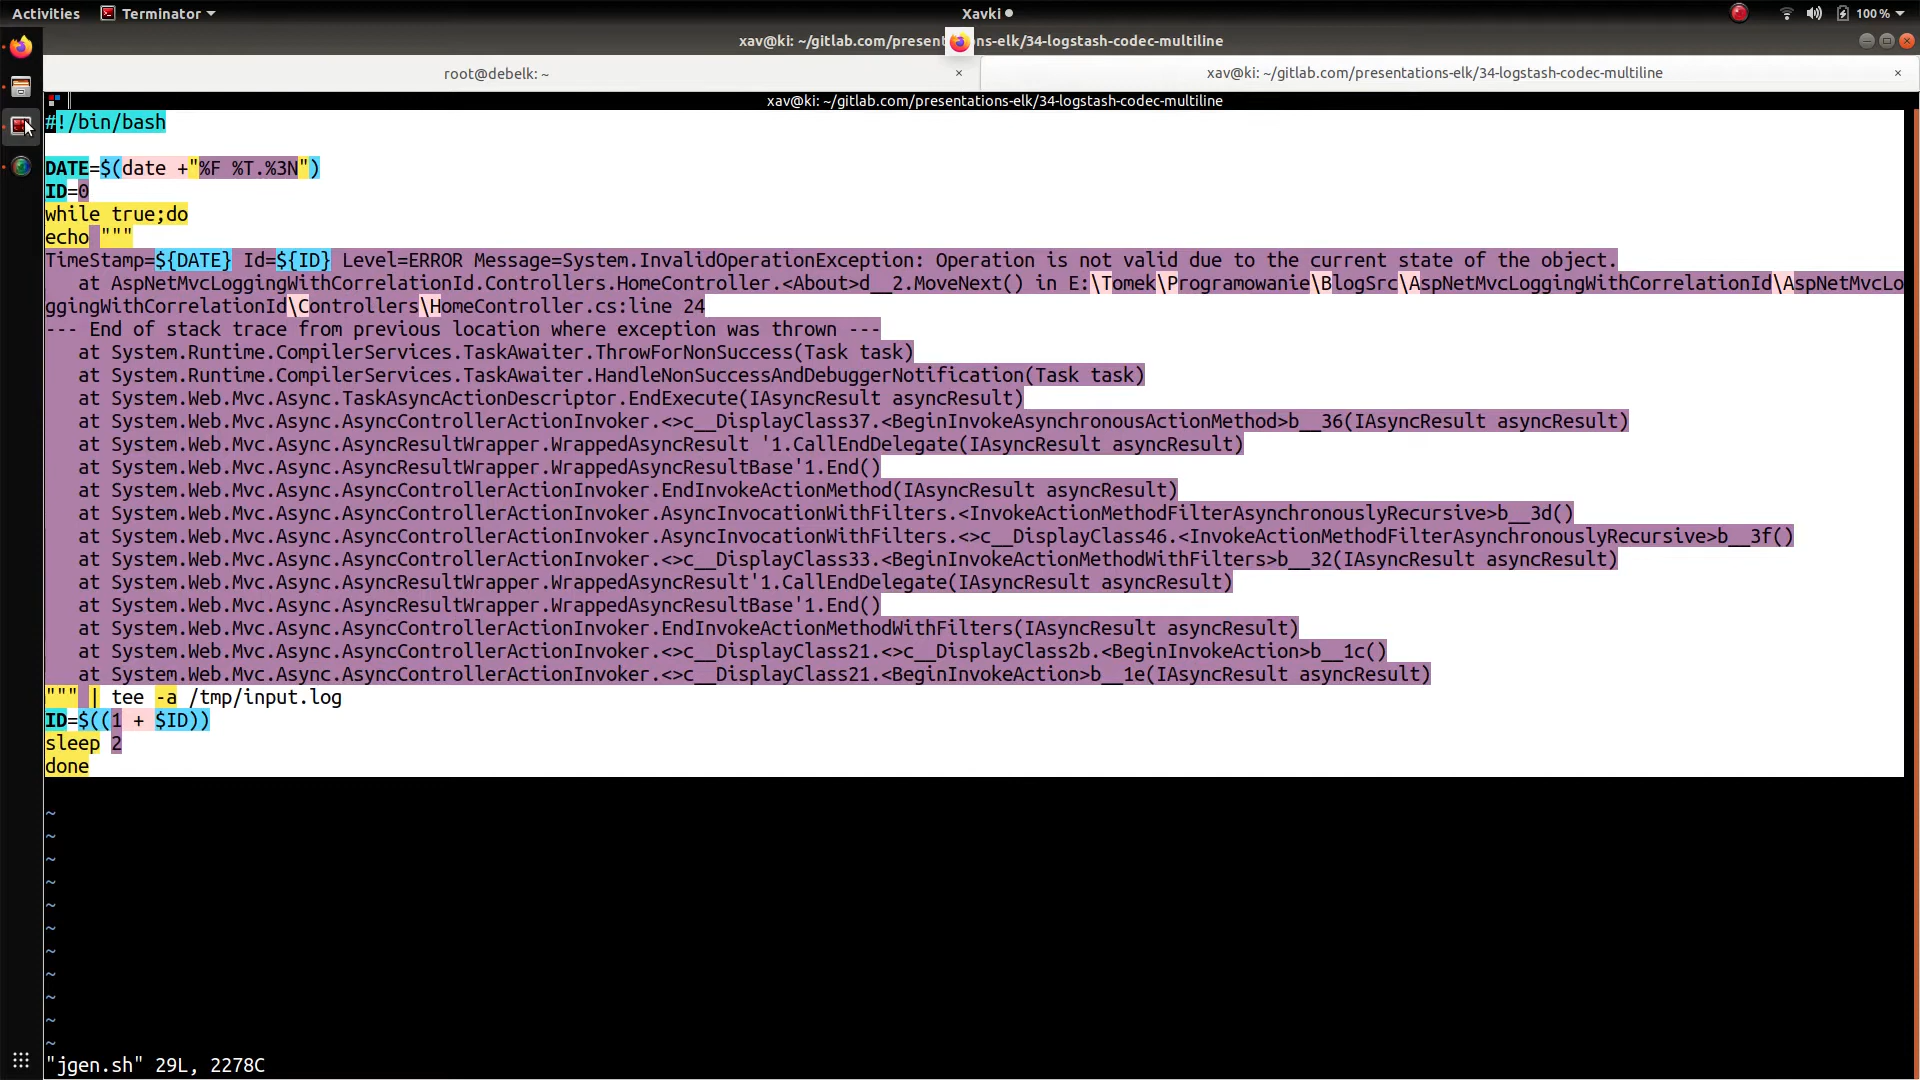 Activities
Terminator
Xavki
100 %
xav@ki: ~/gitlab.com/present ns-elk/34-logstash-codec-multiline
root@debelk: ~
×
xav@ki: ~/gitlab.com/presentations-elk/34-logstash-codec-multiline
×
xav@ki: ~/gitlab.com/presentations-elk/34-logstash-codec-multiline
#!/bin/bash
DATE=$(date +"%F %T.%3N")
ID=0
while true;do
echo """
TimeStamp=${DATE} Id=${ID} Level=ERROR Message=System.InvalidOperationException: Operation is not valid due to the current state of the object.
   at AspNetMvcLoggingWithCorrelationId.Controllers.HomeController.<About>d__2.MoveNext() in E:\Tomek\Programowanie\BlogSrc\AspNetMvcLoggingWithCorrelationId\AspNetMvcLo
ggingWithCorrelationId\Controllers\HomeController.cs:line 24
--- End of stack trace from previous location where exception was thrown ---
   at System.Runtime.CompilerServices.TaskAwaiter.ThrowForNonSuccess(Task task)
   at System.Runtime.CompilerServices.TaskAwaiter.HandleNonSuccessAndDebuggerNotification(Task task)
   at System.Web.Mvc.Async.TaskAsyncActionDescriptor.EndExecute(IAsyncResult asyncResult)
   at System.Web.Mvc.Async.AsyncControllerActionInvoker.<>c__DisplayClass37.<BeginInvokeAsynchronousActionMethod>b__36(IAsyncResult asyncResult)
   at System.Web.Mvc.Async.AsyncResultWrapper.WrappedAsyncResult '1.CallEndDelegate(IAsyncResult asyncResult)
   at System.Web.Mvc.Async.AsyncResultWrapper.WrappedAsyncResultBase'1.End()
   at System.Web.Mvc.Async.AsyncControllerActionInvoker.EndInvokeActionMethod(IAsyncResult asyncResult)
   at System.Web.Mvc.Async.AsyncControllerActionInvoker.AsyncInvocationWithFilters.<InvokeActionMethodFilterAsynchronouslyRecursive>b__3d()
   at System.Web.Mvc.Async.AsyncControllerActionInvoker.AsyncInvocationWithFilters.<>c__DisplayClass46.<InvokeActionMethodFilterAsynchronouslyRecursive>b__3f()
   at System.Web.Mvc.Async.AsyncControllerActionInvoker.<>c__DisplayClass33.<BeginInvokeActionMethodWithFilters>b__32(IAsyncResult asyncResult)
   at System.Web.Mvc.Async.AsyncResultWrapper.WrappedAsyncResult'1.CallEndDelegate(IAsyncResult asyncResult)
   at System.Web.Mvc.Async.AsyncResultWrapper.WrappedAsyncResultBase'1.End()
   at System.Web.Mvc.Async.AsyncControllerActionInvoker.EndInvokeActionMethodWithFilters(IAsyncResult asyncResult)
   at System.Web.Mvc.Async.AsyncControllerActionInvoker.<>c__DisplayClass21.<>c__DisplayClass2b.<BeginInvokeAction>b__1c()
   at System.Web.Mvc.Async.AsyncControllerActionInvoker.<>c__DisplayClass21.<BeginInvokeAction>b__1e(IAsyncResult asyncResult)
""" | tee -a /tmp/input.log
ID=$((1 + $ID))
sleep 2
done
~
~
~
~
~
~
~
~
~
~
~
"jgen.sh" 29L, 2278C